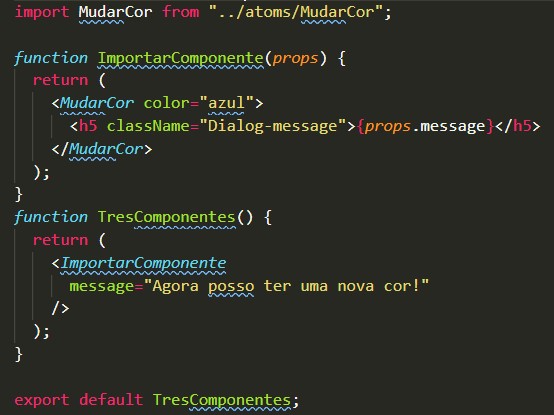 import MudarCor from "../atoms/MudarCor";
function ImportarComponente(props) {
return (
<MudarCor color="azul">
<h5 className="Dialog-message">{props.message}</h5>
</MudarCor>
);
}
function TresComponentes() {
return (
<ImportarComponente
message="Agora posso ter uma nova cor!"
/>
);
}
export default TresComponentes;